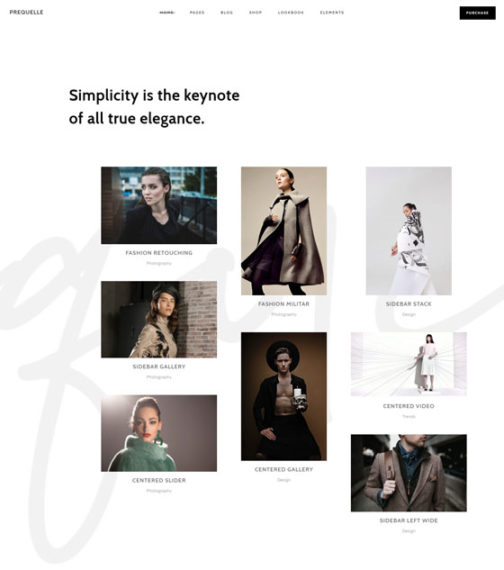 PREQUELLE
HOME
PAGES
BLOG
SHOP
LOOKBOOK
ELEMENTS
PURCHASE
Simplicity is the keynote
of all true elegance.
FASHION RETOUCHING
Photography
SIDEBAR GALLERY
Photography
CENTERED SLIDER
Photography
FASHION MILITAR
Photography
CENTERED GALLERY
Design
SIDEBAR STACK
Design
CENTERED VIDEO
Trends
SIDEBAR LEFT WIDE
Design